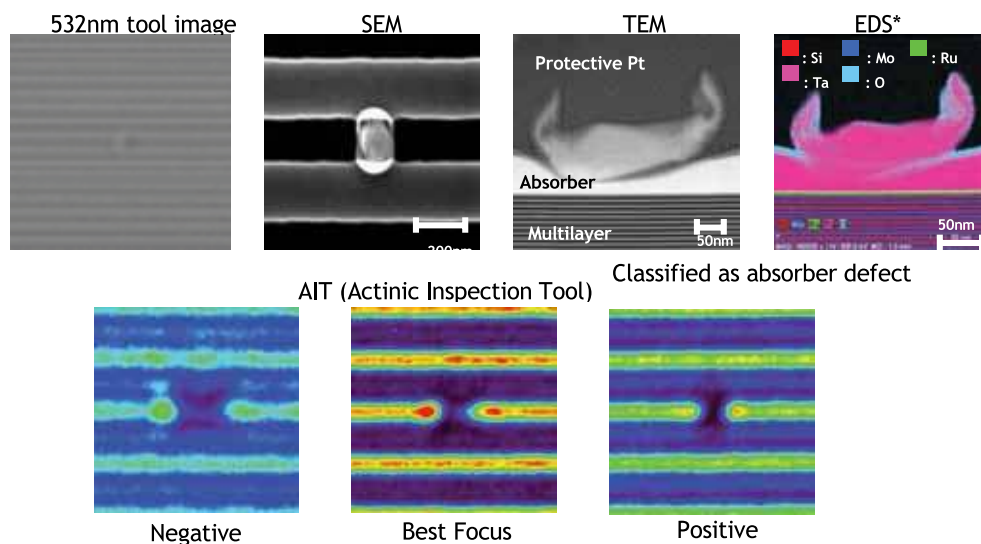 532nm tool image
SEM
TEM
EDS*
: Si
: Mo
: Ru
: Ta
: O
Protective Pt
Absorber
Multilayer
50nm
50nm
Classified as absorber defect
AIT (Actinic Inspection Tool)
Negative
Best Focus
Positive